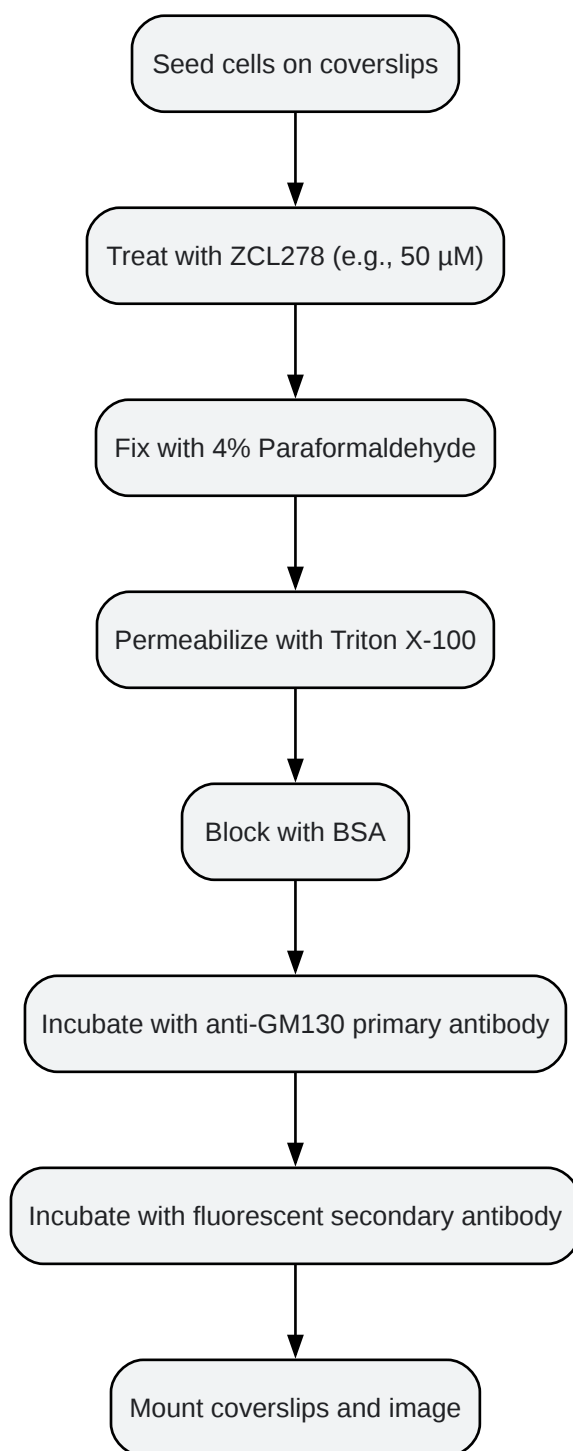 Seed cells on coverslips
Treat with ZCL278 (e.g., 50 µM)
Fix with 4% Paraformaldehyde
Permeabilize with Triton X-100
Block with BSA
Incubate with anti-GM130 primary antibody
Incubate with fluorescent secondary antibody
Mount coverslips and image